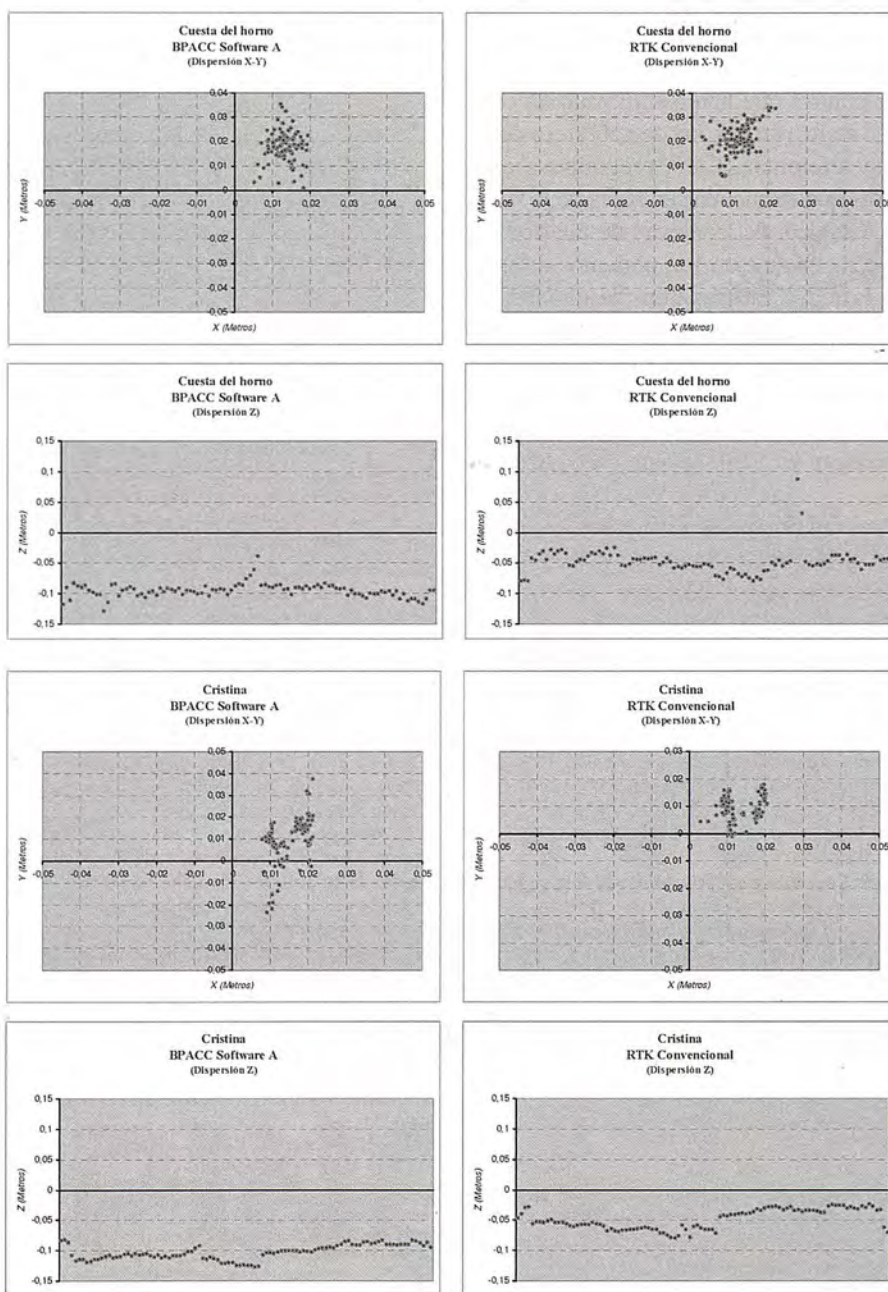 Cuesta del horno
BPACC Software A
(Dispersión X-Y)
0,04
0,03
0,02
0,01
0
-0,05 -0,04 -0,03 -0,02 -0,01 0 0,01 0,02 0,03 0,04 0,05
-0,01
-0,02
-0,03
-0,04
-0,05
Y (Metros)
X (Metros)
Cuesta del horno
RTK Convencional
(Dispersión X-Y)
0,04
0,03
0,02
0,01
0
-0,05 -0,04 -0,03 -0,02 -0,01 0 0,01 0,02 0,03 0,04 0,05
-0,01
-0,02
-0,03
-0,04
-0,05
Y (Metros)
X (Metros)
Cuesta del horno
BPACC Software A
(Dispersión Z)
0,15
0,1
0,05
0
-0,05
-0,1
-0,15
Z (Metros)
Cuesta del horno
RTK Convencional
(Dispersión Z)
0,15
0,1
0,05
0
-0,05
-0,1
-0,15
Z (Metros)
Cristina
BPACC Software A
(Dispersión X-Y)
0,05
0,04
0,03
0,02
0,01
0
-0,05 -0,04 -0,03 -0,02 -0,01 0 0,01 0,02 0,03 0,04 0,05
-0,01
-0,02
-0,03
-0,04
-0,05
Y (Metros)
X (Metros)
Cristina
RTK Convencional
(Dispersión X-Y)
0,03
0,02
0,01
0
-0,05 -0,04 -0,03 -0,02 -0,01 0 0,01 0,02 0,03 0,04 0,05
-0,01
-0,02
-0,03
-0,04
-0,05
Y (Metros)
X (Metros)
Cristina
BPACC Software A
(Dispersión Z)
0,15
0,1
0,05
0
-0,05
-0,1
-0,15
Z (Metros)
Cristina
RTK Convencional
(Dispersión Z)
0,15
0,1
0,05
0
-0,05
-0,1
-0,15
Z (Metros)